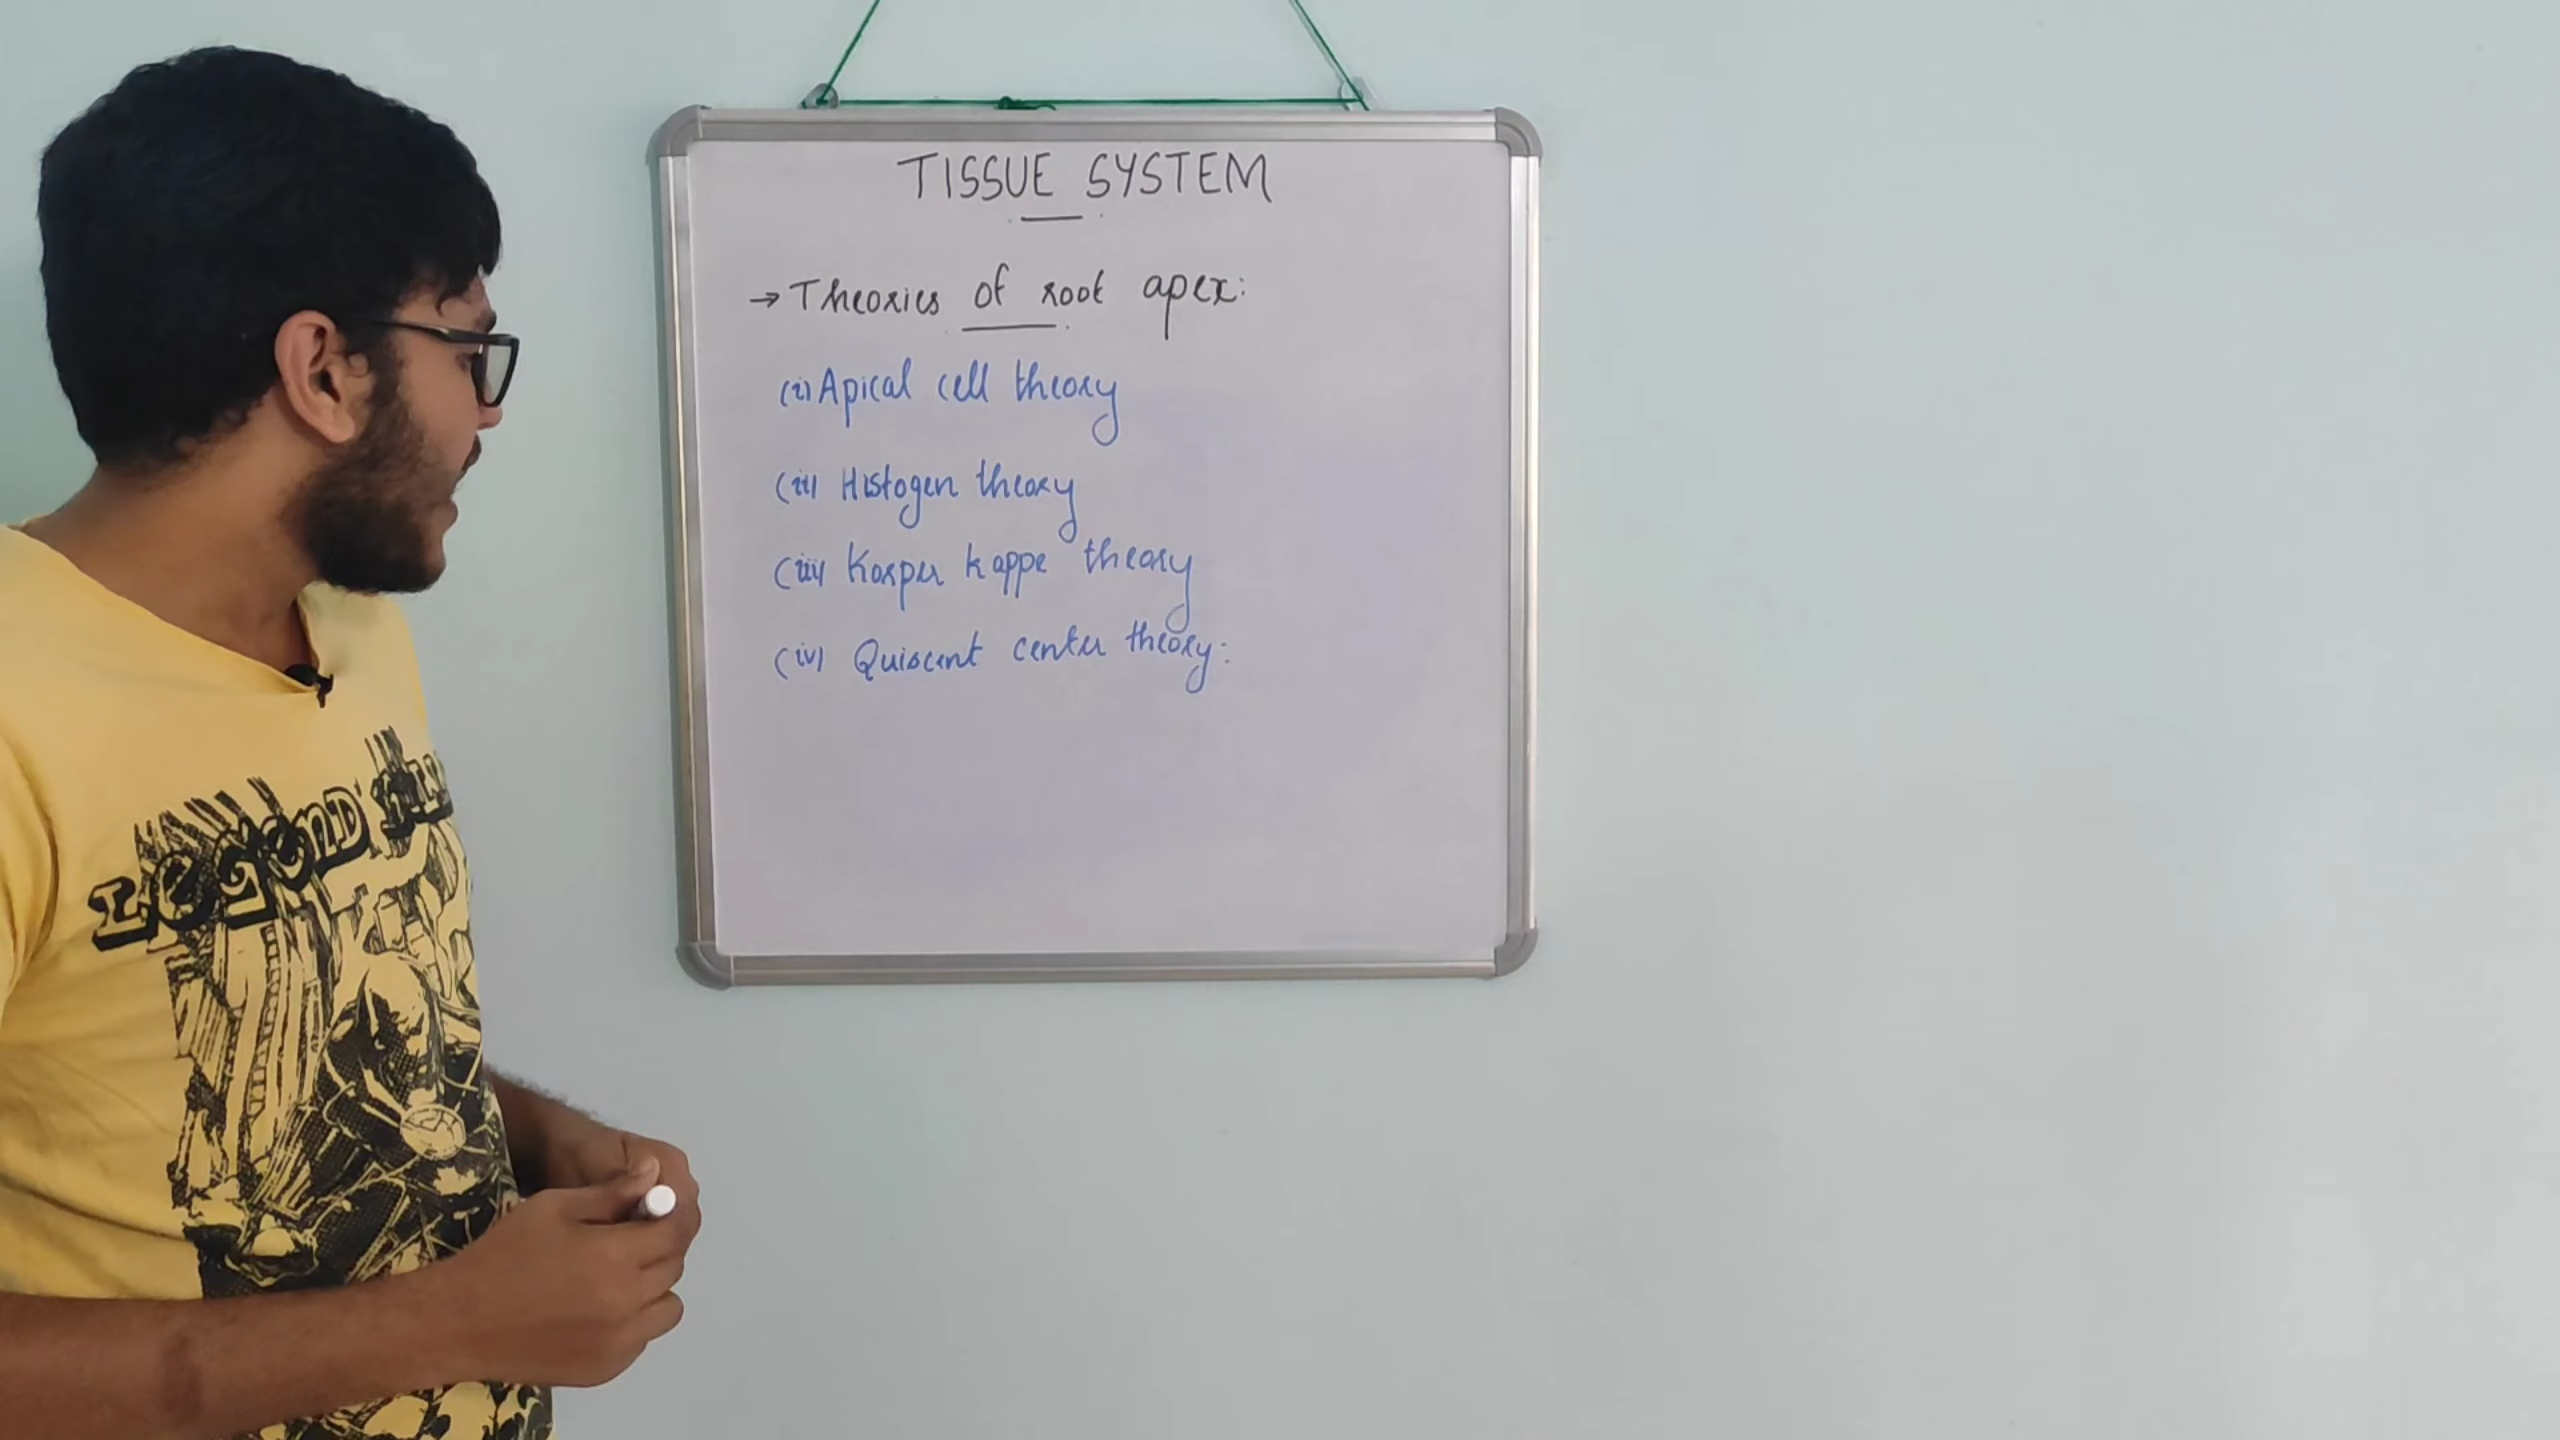 TISSUE SYSTEM
→ Theories of root apex:
(i) Apical cell theory
(ii) Histogen theory
(iii) Korper kappe theory
(iv) Quiscent center theory:
LEGEND